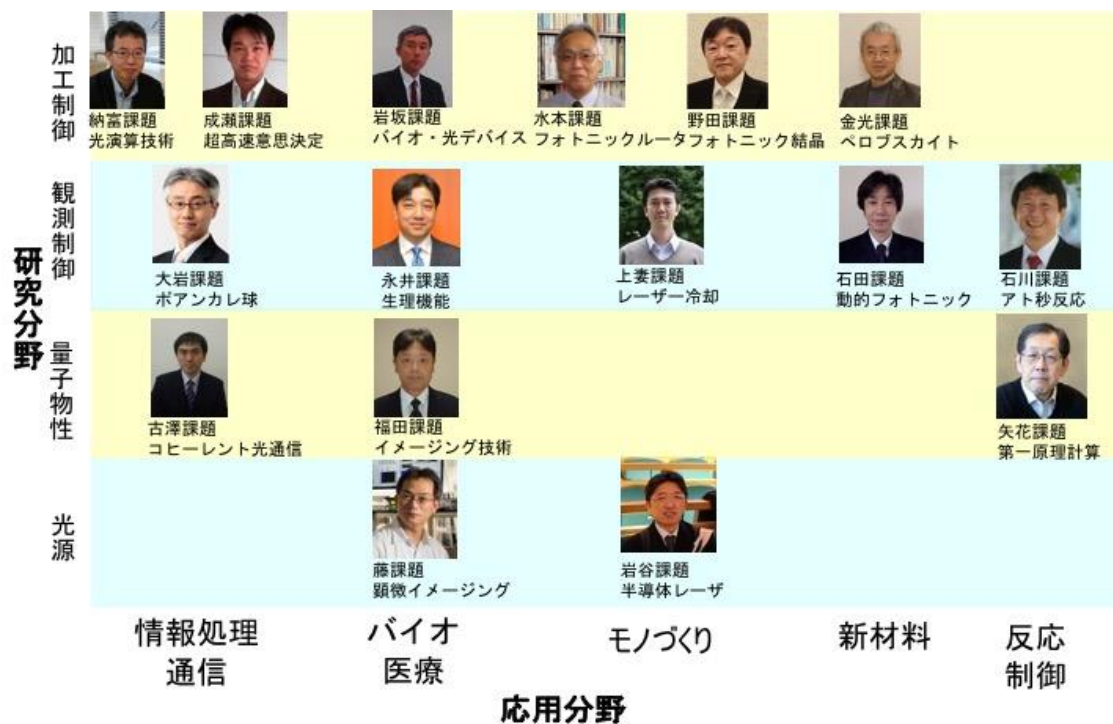 研究分野
加工制御
納富課題
光演算技術
成瀬課題
超高速意思決定
岩坂課題
バイオ・光デバイス
水本課題
フォトニックルータ
野田課題
フォトニック結晶
金光課題
ペロブスカイト
観測制御
大岩課題
ポアンカレ球
永井課題
生理機能
上妻課題
レーザー冷却
石田課題
動的フォトニック
石川課題
アト秒反応
量子物性
古澤課題
コヒーレント光通信
福田課題
イメージング技術
矢花課題
第一原理計算
光源
藤課題
顕微イメージング
岩谷課題
半導体レーザ
情報処理
通信
バイオ
医療
モノづくり
新材料
反応
制御
応用分野